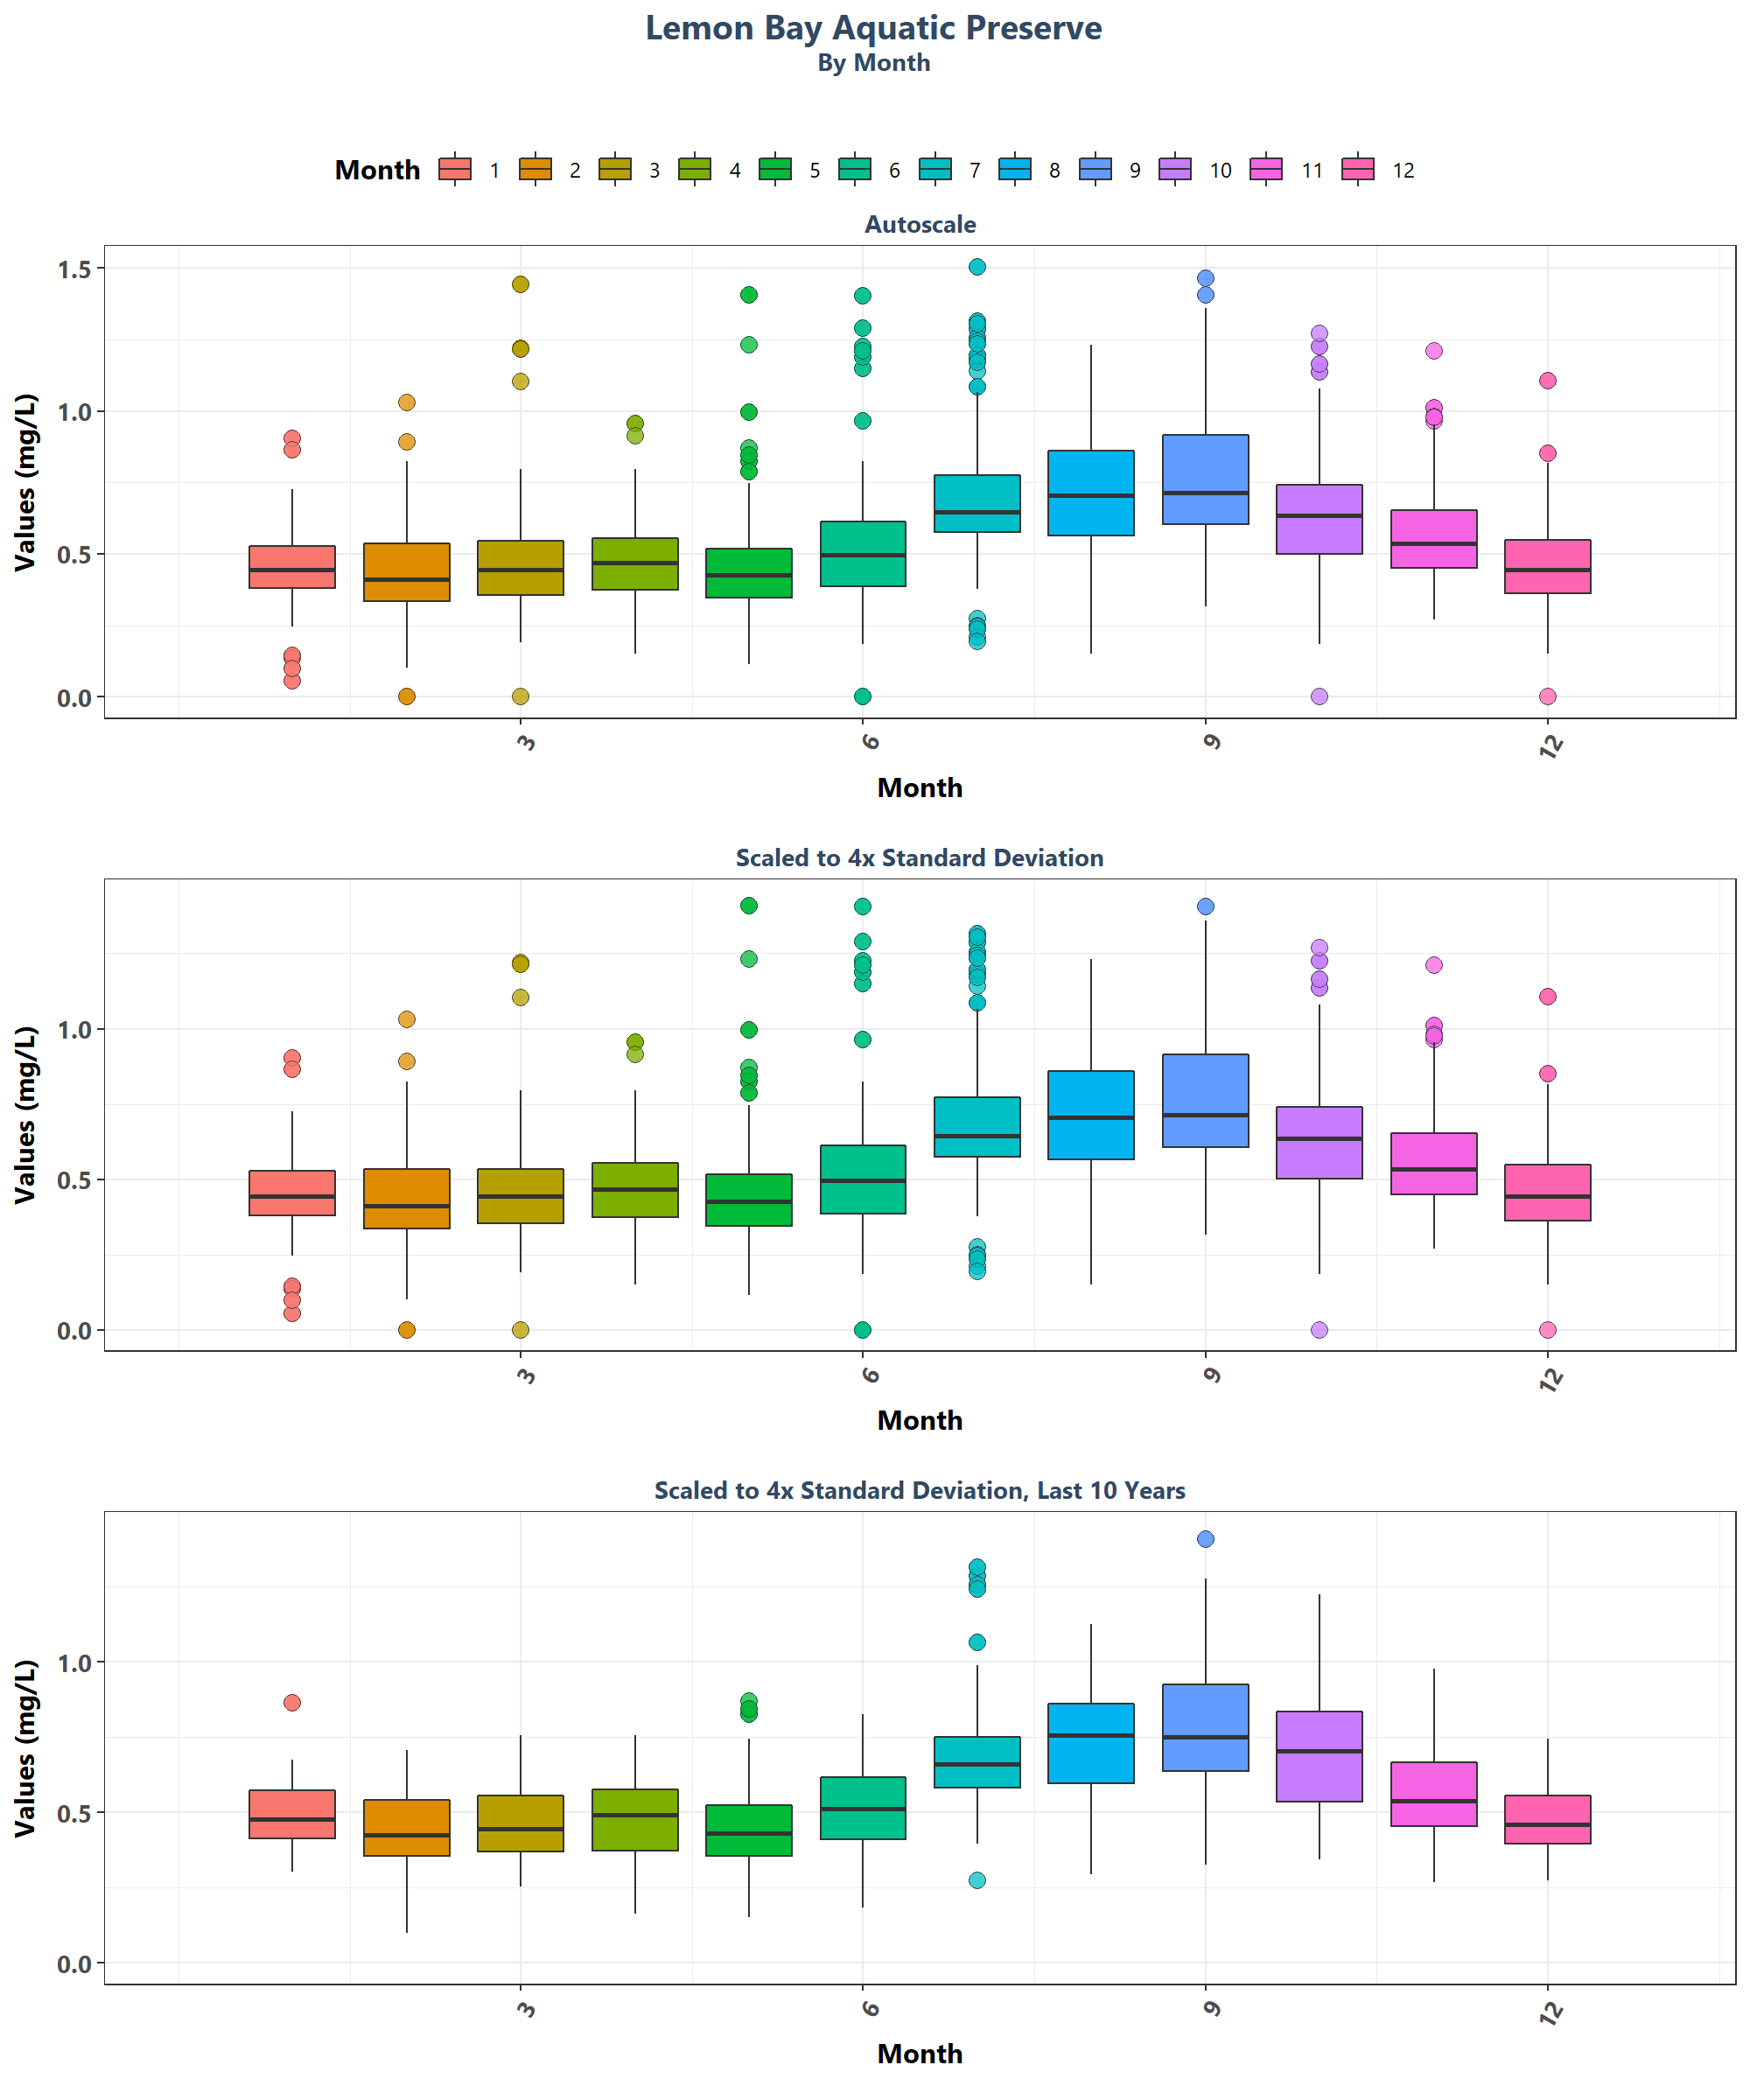 Lemon Bay Aquatic Preserve
By Month
Month 1 2 3 4 5 6 7 8 9 10 11 12
Autoscale
Values (mg/L)
1.5
1.0
0.5
0.0
3 6 9 12
Month
Scaled to 4x Standard Deviation
Values (mg/L)
1.0
0.5
0.0
3 6 9 12
Month
Scaled to 4x Standard Deviation, Last 10 Years
Values (mg/L)
1.0
0.5
0.0
3 6 9 12
Month